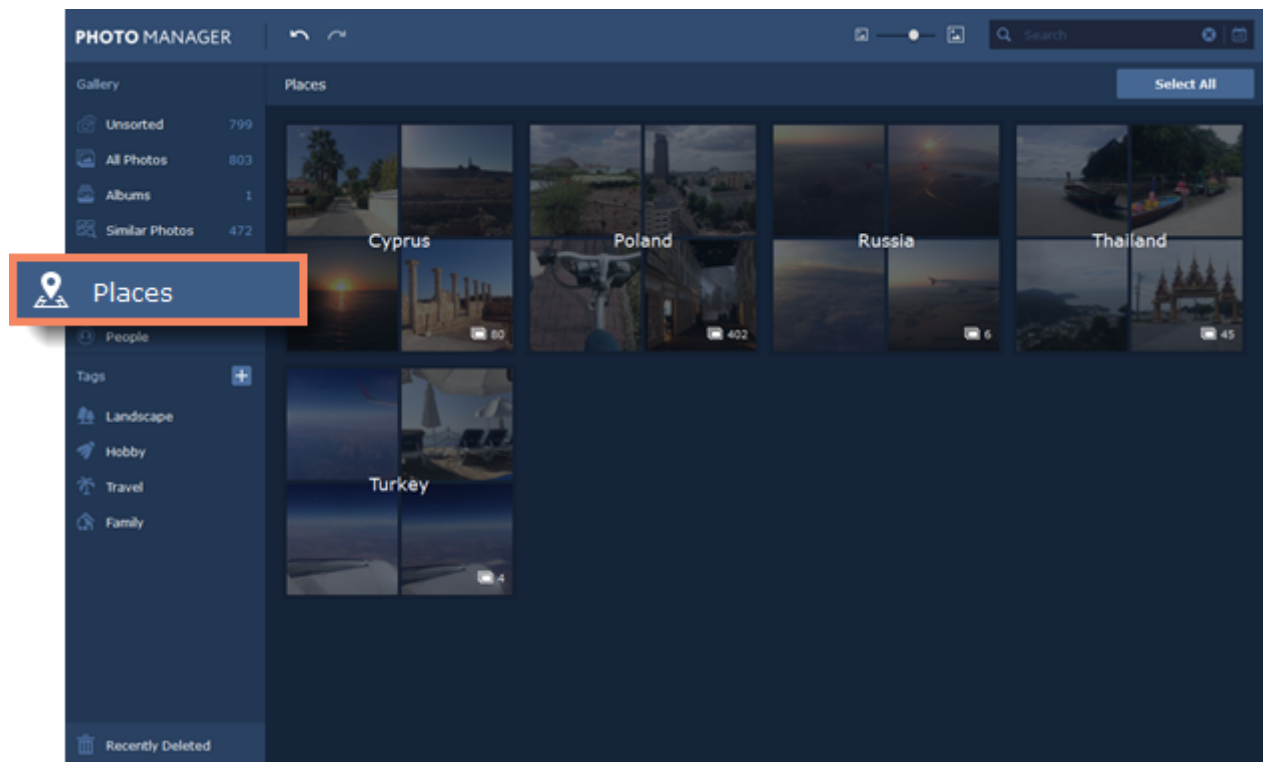 PHOTO MANAGER
Search
Gallery
Places
Select All
Unsorted 799
All Photos 803
Albums 1
Similar Photos 472
Places
People
Tags
Landscape
Hobby
Travel
Family
Recently Deleted
Cyprus
80
Poland
402
Russia
6
Thailand
45
Turkey
4